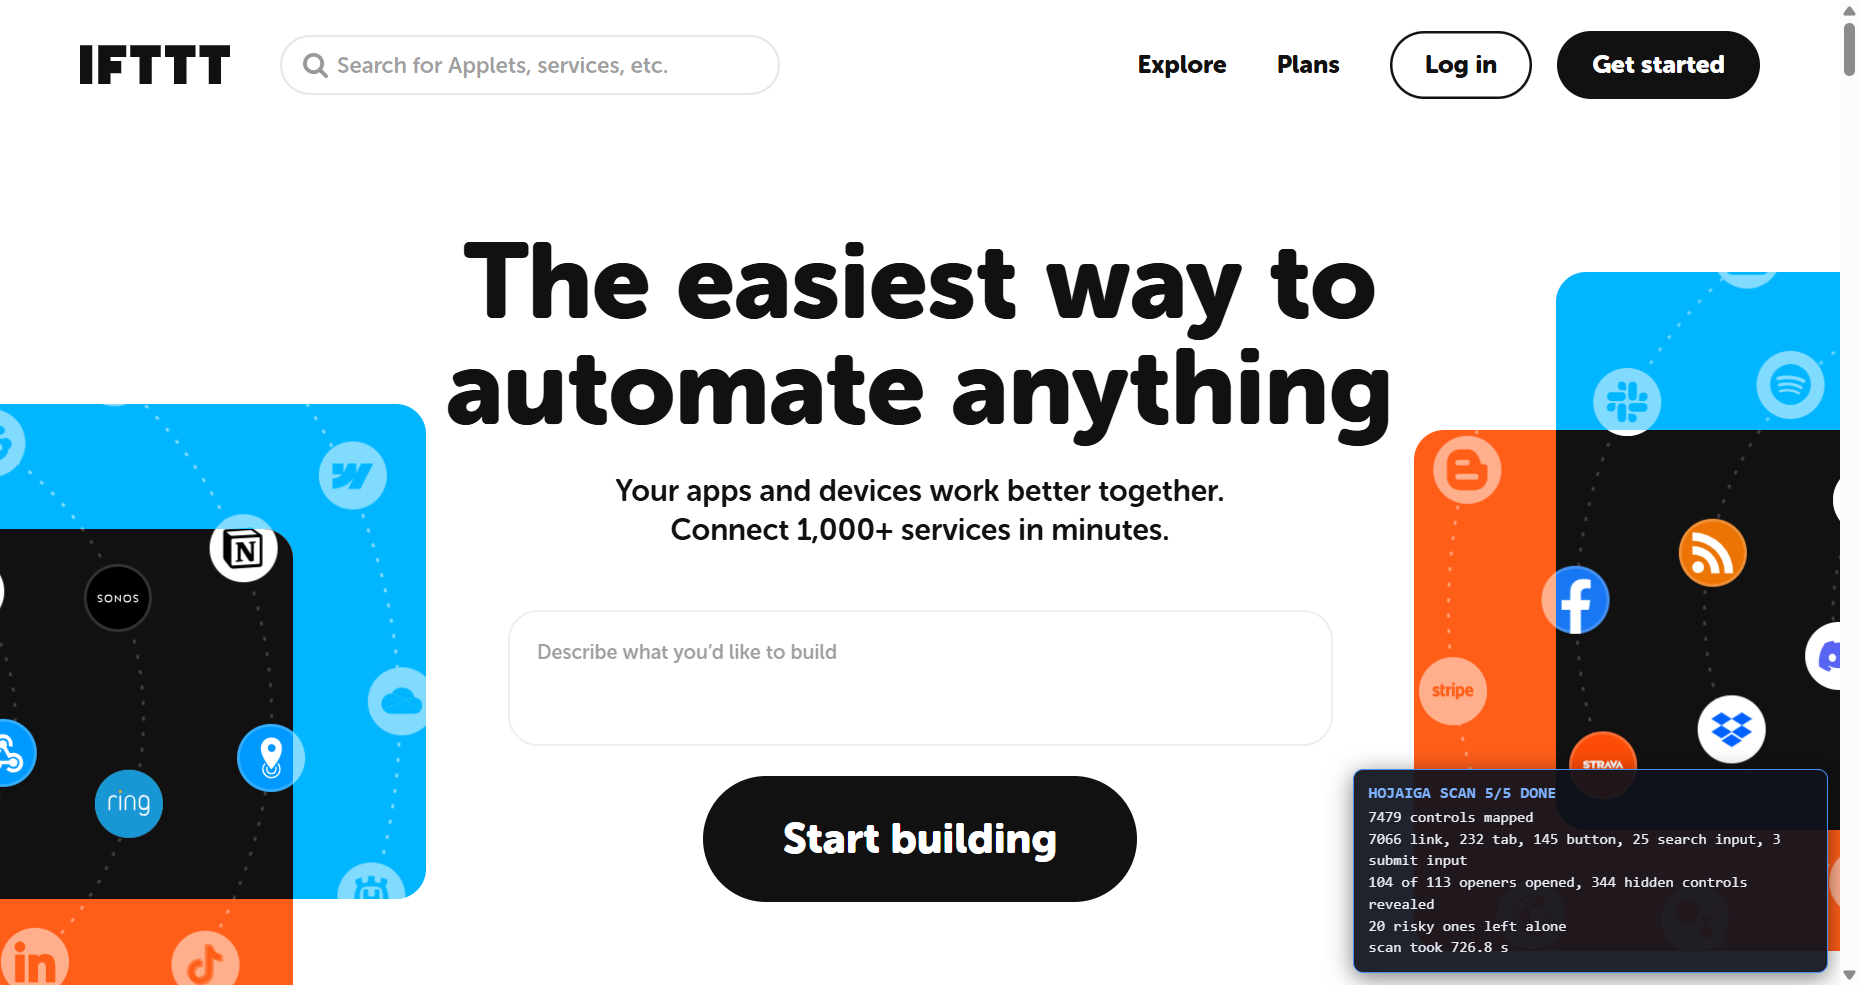 IFTTT
Search for Applets, services, etc.
Explore
Plans
Log in
Get started
The easiest way to
automate anything
Your apps and devices work better together.
Connect 1,000+ services in minutes.
Describe what you’d like to build
Start building
SONOS
ring
stripe
STRAVA
HOJAIGA SCAN 5/5 DONE
7479 controls mapped
7066 link, 232 tab, 145 button, 25 search input, 3
submit input
104 of 113 openers opened, 344 hidden controls
revealed
20 risky ones left alone
scan took 726.8 s